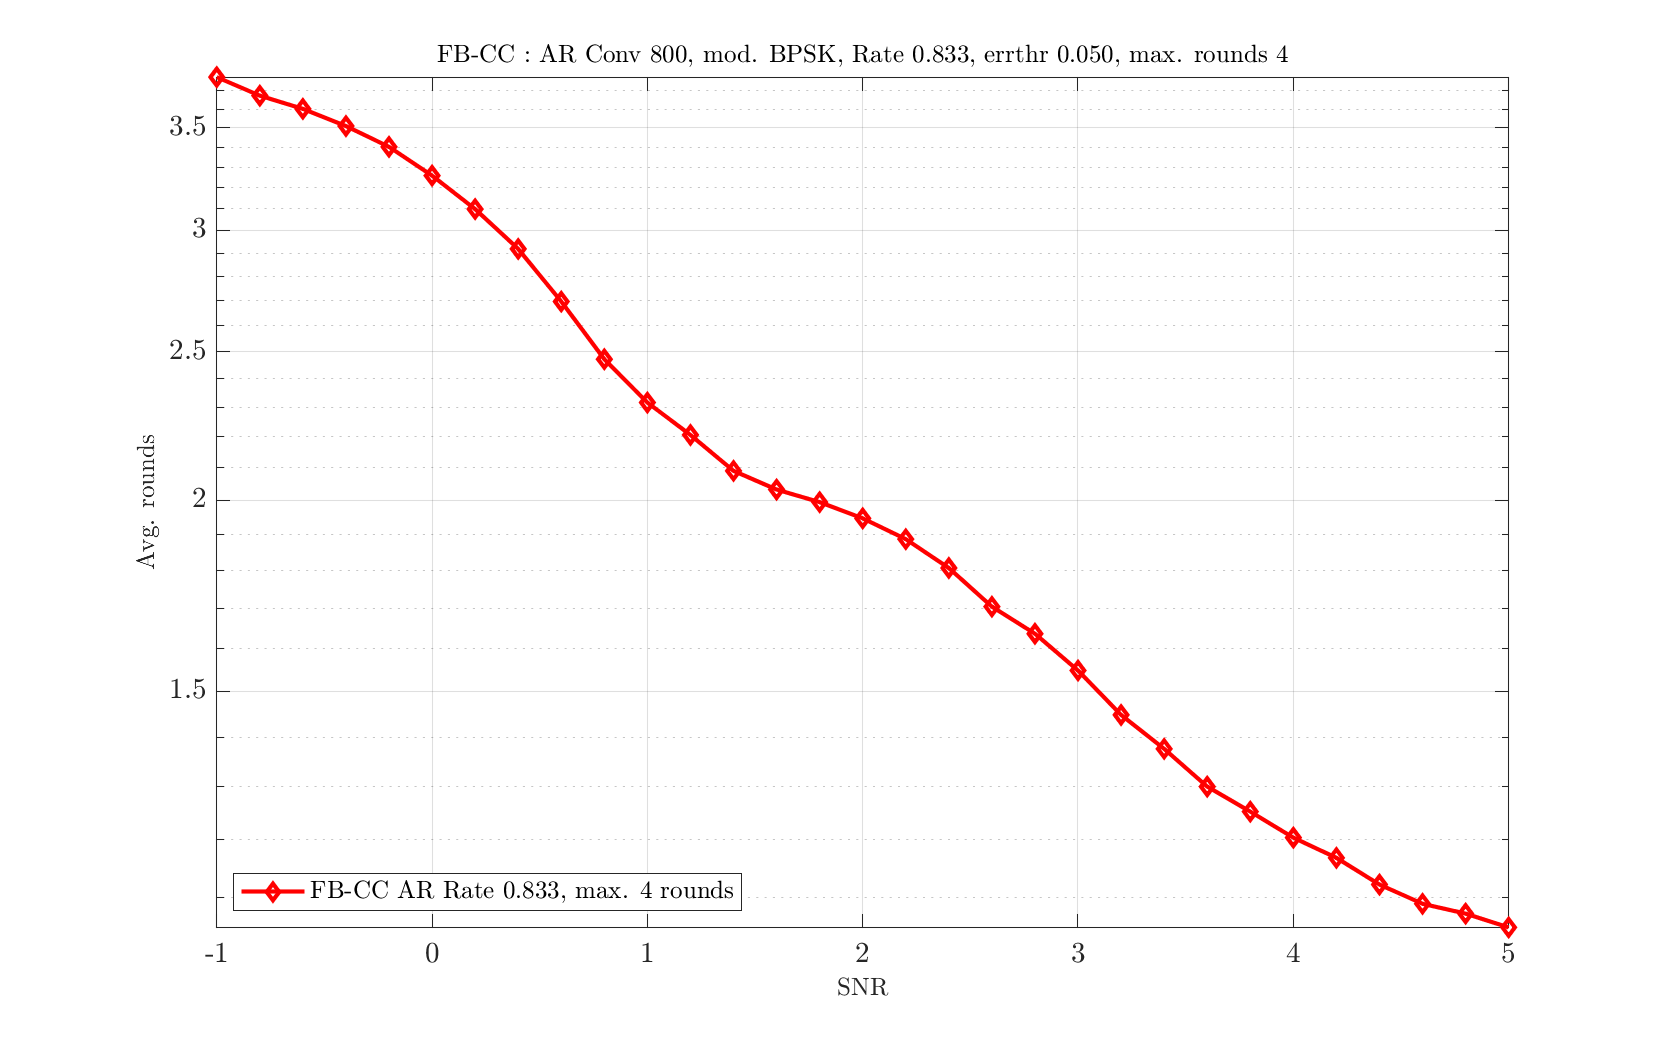 FB-CC : AR Conv 800, mod. BPSK, Rate 0.833, errthr 0.050, max. rounds 4
3.5
3
2.5
2
1.5
Avg. rounds
FB-CC AR Rate 0.833, max. 4 rounds
-1 0 1 2 3 4 5
SNR